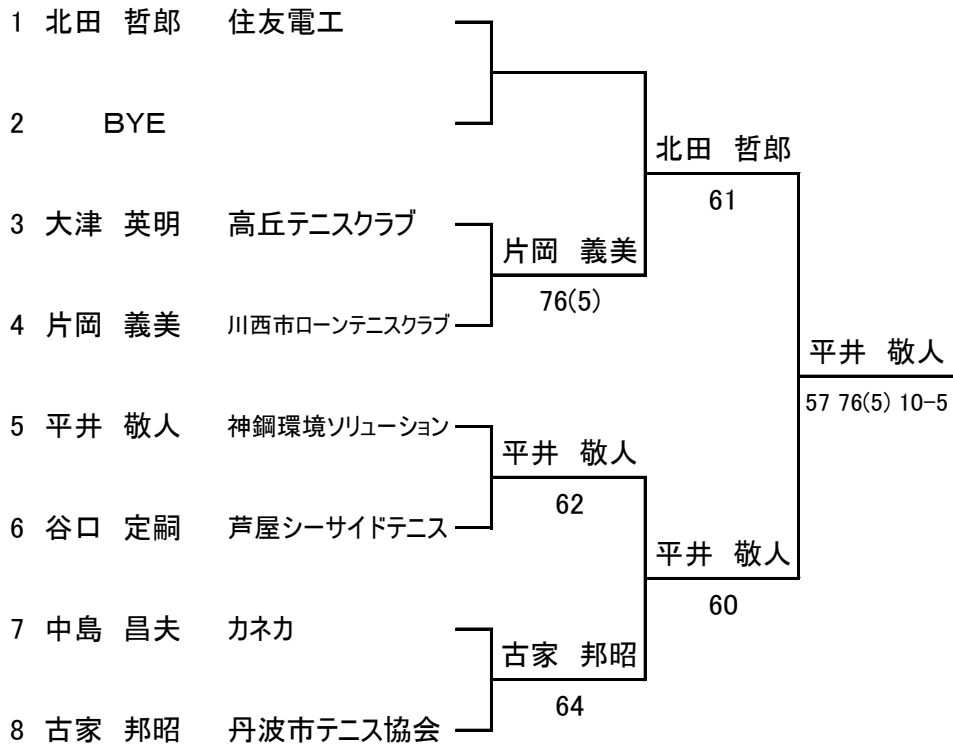 1 北田 哲郎 住友電工
2 BYE
北田 哲郎
61
3 大津 英明 高丘テニスクラブ
片岡 義美
76(5)
4 片岡 義美 川西市ローンテニスクラブ
平井 敬人
57 76(5) 10-5
5 平井 敬人 神鋼環境ソリューション
平井 敬人
62
6 谷口 定嗣 芦屋シーサイドテニス
平井 敬人
60
7 中島 昌夫 カネカ
古家 邦昭
64
8 古家 邦昭 丹波市テニス協会